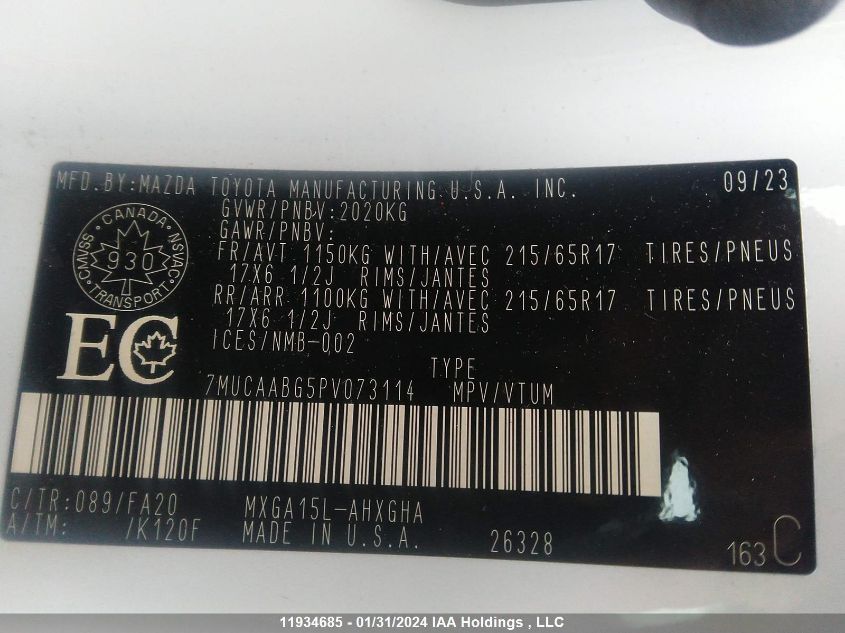 MFD.BY:MAZDA TOYOTA MANUFACTURING U.S.A. INC. 09/23
GVWR/PNBV:2020KG
GAWR/PNBV:
FR/AVT 1150KG WITH/AVEC 215/65R17 TIRES/PNEUS
17X6 1/2J RIMS/JANTES
RR/ARR 1100KG WITH/AVEC 215/65R17 TIRES/PNEUS
17X6 1/2J RIMS/JANTES
ICES/NMB-002
CANADA
CMVSS 930 NSVAC
TRANSPORT
EC
TYPE
7MUCAABG5PV073114 MPV/VTUM
C/TR:089/FA20 MXGA15L-AHXGHA
A/TM: /K120F MADE IN U.S.A. 26328
163 C
11934685 - 01/31/2024 IAA Holdings , LLC